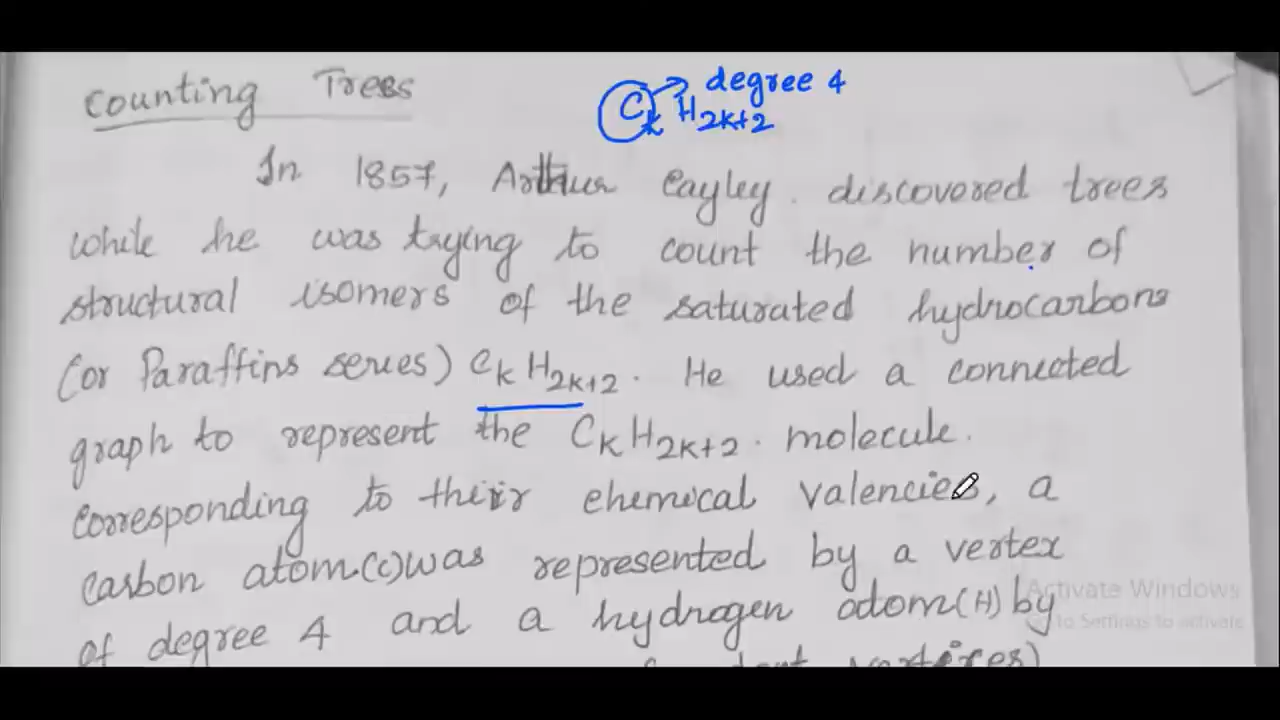 Counting Trees
degree 4
CkH2k+2
In 1857, Arthur Cayley discovered trees
while he was trying to count the number of
structural isomers of the saturated hydrocarbons
(or Paraffins series) CkH2k+2. He used a connected
graph to represent the CkH2k+2. molecule.
Corresponding to their chemical valencies, a
carbon atom(c) was represented by a vertex
of degree 4 and a hydrogen atom(H) by
vertices)
Activate Windows
Go to Settings to activate